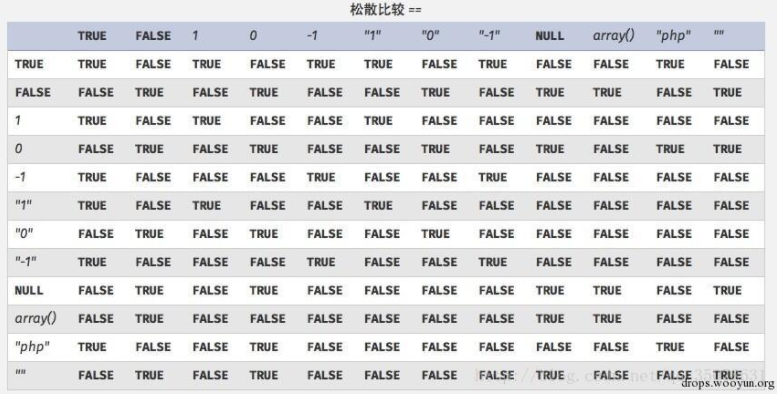 松散比较 ==
TRUE FALSE 1 0 -1 "1" "0" "-1" NULL array() "php" ""
TRUE TRUE FALSE TRUE FALSE TRUE TRUE FALSE TRUE FALSE FALSE TRUE FALSE
FALSE FALSE TRUE FALSE TRUE FALSE FALSE TRUE FALSE TRUE TRUE FALSE TRUE
1 TRUE FALSE TRUE FALSE FALSE TRUE FALSE FALSE FALSE FALSE FALSE FALSE
0 FALSE TRUE FALSE TRUE FALSE FALSE TRUE FALSE TRUE FALSE TRUE TRUE
-1 TRUE FALSE FALSE FALSE TRUE FALSE FALSE TRUE FALSE FALSE FALSE FALSE
"1" TRUE FALSE TRUE FALSE FALSE TRUE FALSE FALSE FALSE FALSE FALSE FALSE
"0" FALSE TRUE FALSE TRUE FALSE FALSE TRUE FALSE FALSE FALSE FALSE FALSE
"-1" TRUE FALSE FALSE FALSE TRUE FALSE FALSE TRUE FALSE FALSE FALSE FALSE
NULL FALSE TRUE FALSE TRUE FALSE FALSE FALSE FALSE TRUE TRUE FALSE TRUE
array() FALSE TRUE FALSE FALSE FALSE FALSE FALSE FALSE TRUE TRUE FALSE FALSE
"php" TRUE FALSE FALSE TRUE FALSE FALSE FALSE FALSE FALSE FALSE TRUE FALSE
"" FALSE TRUE FALSE TRUE FALSE FALSE FALSE FALSE TRUE FALSE FALSE TRUE
drops.wooyun.org